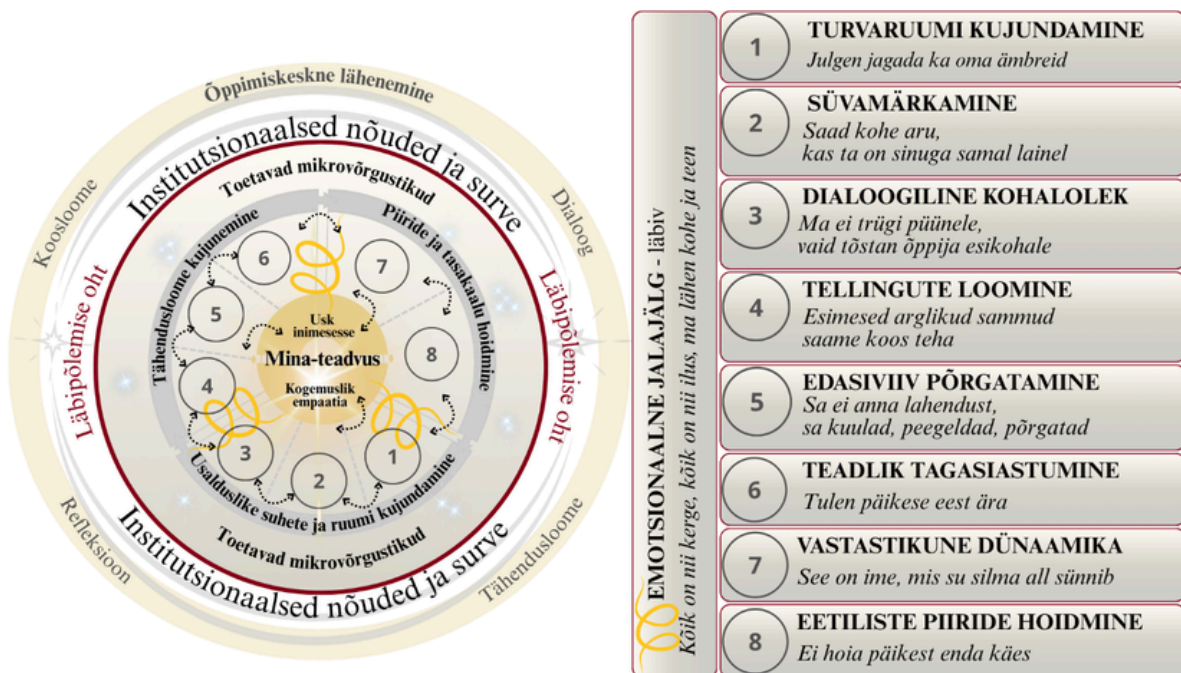 Õppimiskeskne lähenemine
Koosloome
Dialoog
Refleksioon
Tähendusloome
Institutsionaalsed nõuded ja surve
Institutsionaalsed nõuded ja surve
Läbipõlemise oht
Läbipõlemise oht
Toetavad mikrovõrgustikud
Toetavad mikrovõrgustikud
Tähendusloome kujunemine
Piiride ja tasakaalu hoidmine
Usalduslike suhete ja ruumi kujundamine
6
7
5
8
4
3
2
1
Usk
inimesesse
Mina-teadvus
Kogemuslik
empaatia
EMOTSIONAALNE JALAJÄLG - läbiv
Kõik on nii kerge, kõik on nii ilus, ma lähen kohe ja teen
1
TURVARUUMI KUJUNDAMINE
Julgen jagada ka oma ämbreid
2
SÜVAMÄRKAMINE
Saad kohe aru,
kas ta on sinuga samal lainel
3
DIALOOGILINE KOHALOLEK
Ma ei trügi püünele,
vaid tõstan õppija esikohale
4
TELLINGUTE LOOMINE
Esimesed arglikud sammud
saame koos teha
5
EDASIVIIV PÕRGATAMINE
Sa ei anna lahendust,
sa kuulad, peegeldad, põrgatad
6
TEADLIK TAGASIASTUMINE
Tulen päikese eest ära
7
VASTASTIKUNE DÜNAAMIKA
See on ime, mis su silma all sünnib
8
EETILISTE PIIRIDE HOIDMINE
Ei hoia päikest enda käes